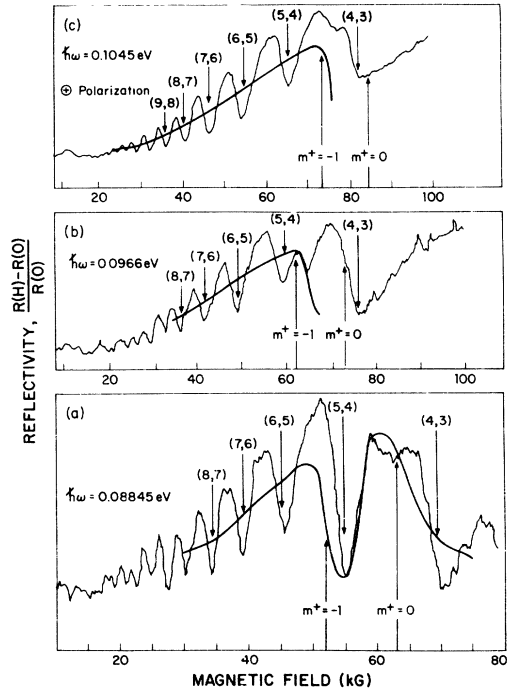 (c)
ℏω = 0.1045 eV
⊕ Polarization
(9,8)
(8,7)
(7,6)
(6,5)
(5,4)
(4,3)
m⁺ = -1
m⁺ = 0
20 40 60 80 100
(b)
ℏω = 0.0966 eV
(8,7)
(7,6)
(6,5)
(5,4)
(4,3)
m⁺ = -1
m⁺ = 0
20 40 60 80 100
REFLECTIVITY, R(H)-R(O)
R(O)
(a)
ℏω = 0.08845 eV
(8,7)
(7,6)
(6,5)
(5,4)
(4,3)
m⁺ = -1
m⁺ = 0
20 40 60 80
MAGNETIC FIELD (kG)